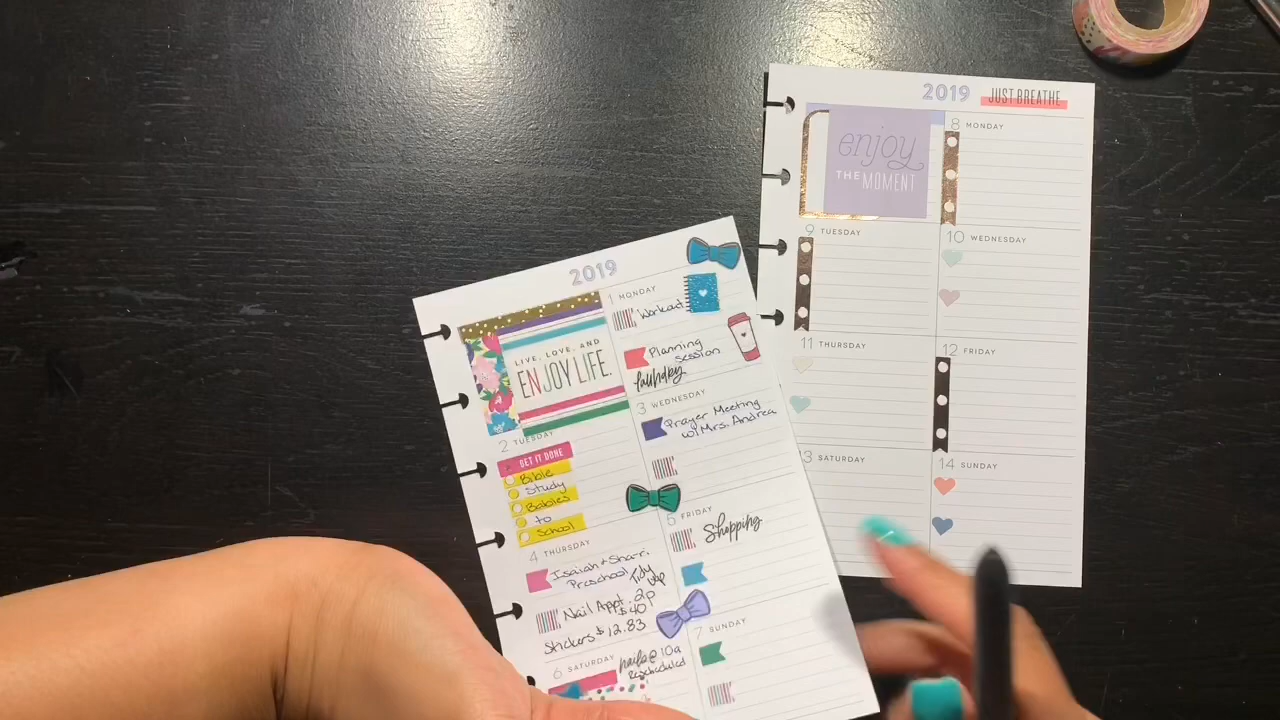 2019
LIVE, LOVE, AND
ENJOY LIFE.
1 MONDAY
Workout
Planning
session
laundry
2 TUESDAY
GET IT DONE
Bible
Study
Babies
to
School
3 WEDNESDAY
Prayer Meeting
w/ Mrs. Andrea
4 THURSDAY
Isaiah + Sha-ri.
Preschool
Tidy
up
Nail Appt. 2p
$40
Stickers $12.83
FRIDAY
Shopping
6 SATURDAY
nails @ 10a
Rescheduled
7 SUNDAY
2019 JUST BREATHE
enjoy
THE MOMENT
8 MONDAY
9 TUESDAY
10 WEDNESDAY
11 THURSDAY
12 FRIDAY
13 SATURDAY
14 SUNDAY